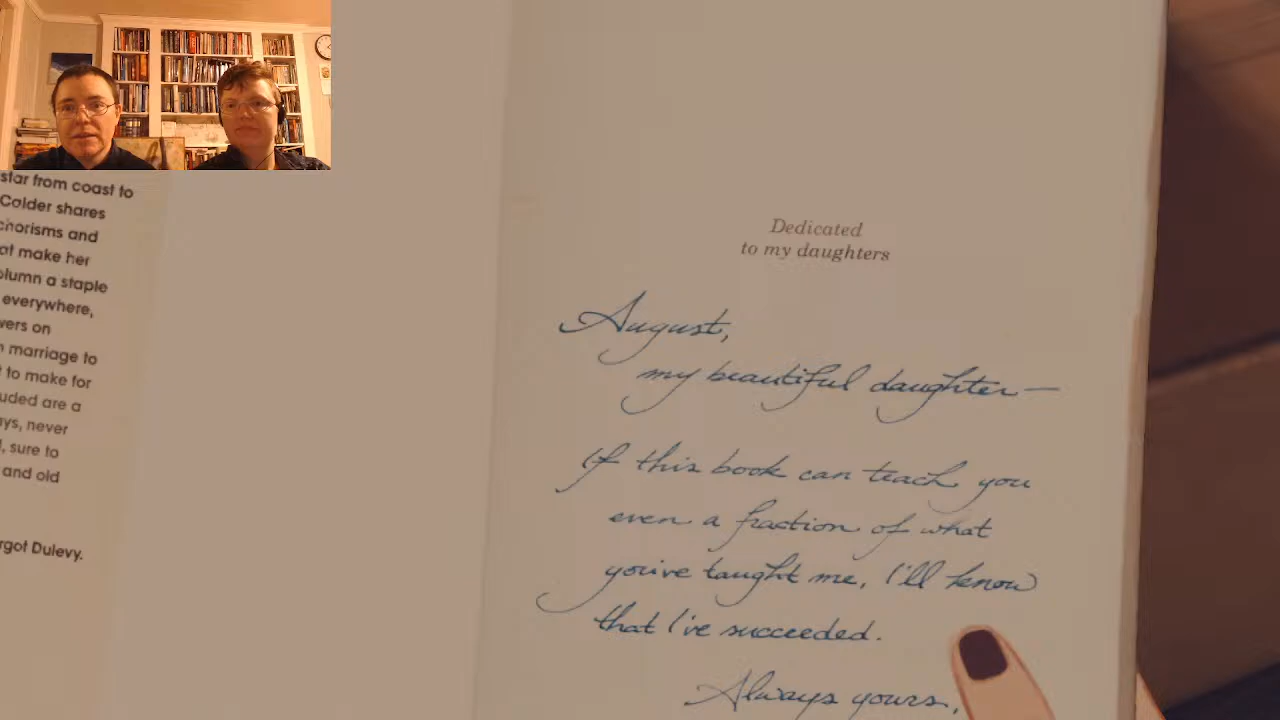 star from coast to
Colder shares
horisms and
at make her
olumn a staple
everywhere,
wers on
marriage to
t to make for
uded are a
ays, never
, sure to
and old
rgot Dulevy.
Dedicated
to my daughters
August,
my beautiful daughter—
If this book can teach you
even a fraction of what
you've taught me, I'll know
that I've succeeded.
Always yours,